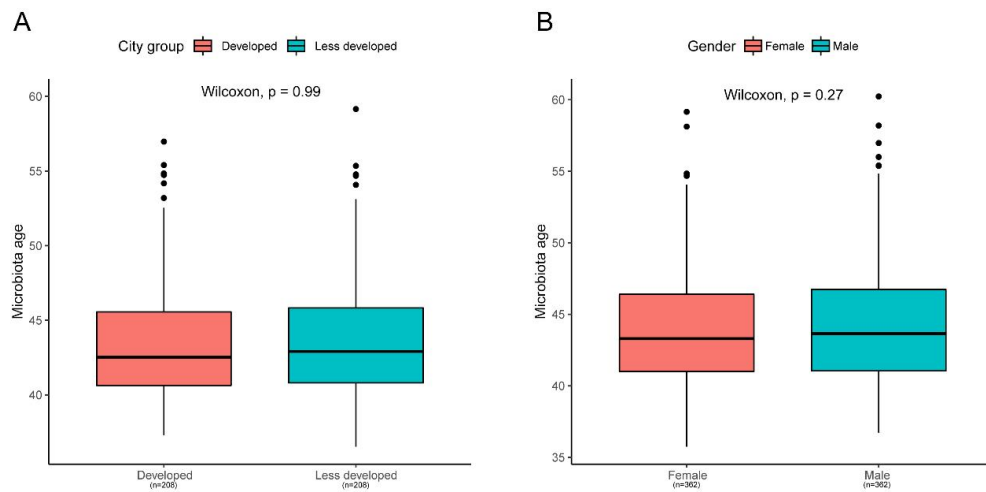 A
City group Developed Less developed
Wilcoxon, p = 0.99
Microbiota age
60
55
50
45
40
Developed
(n=208)
Less developed
(n=208)
B
Gender Female Male
Wilcoxon, p = 0.27
Microbiota age
60
55
50
45
40
35
Female
(n=362)
Male
(n=362)